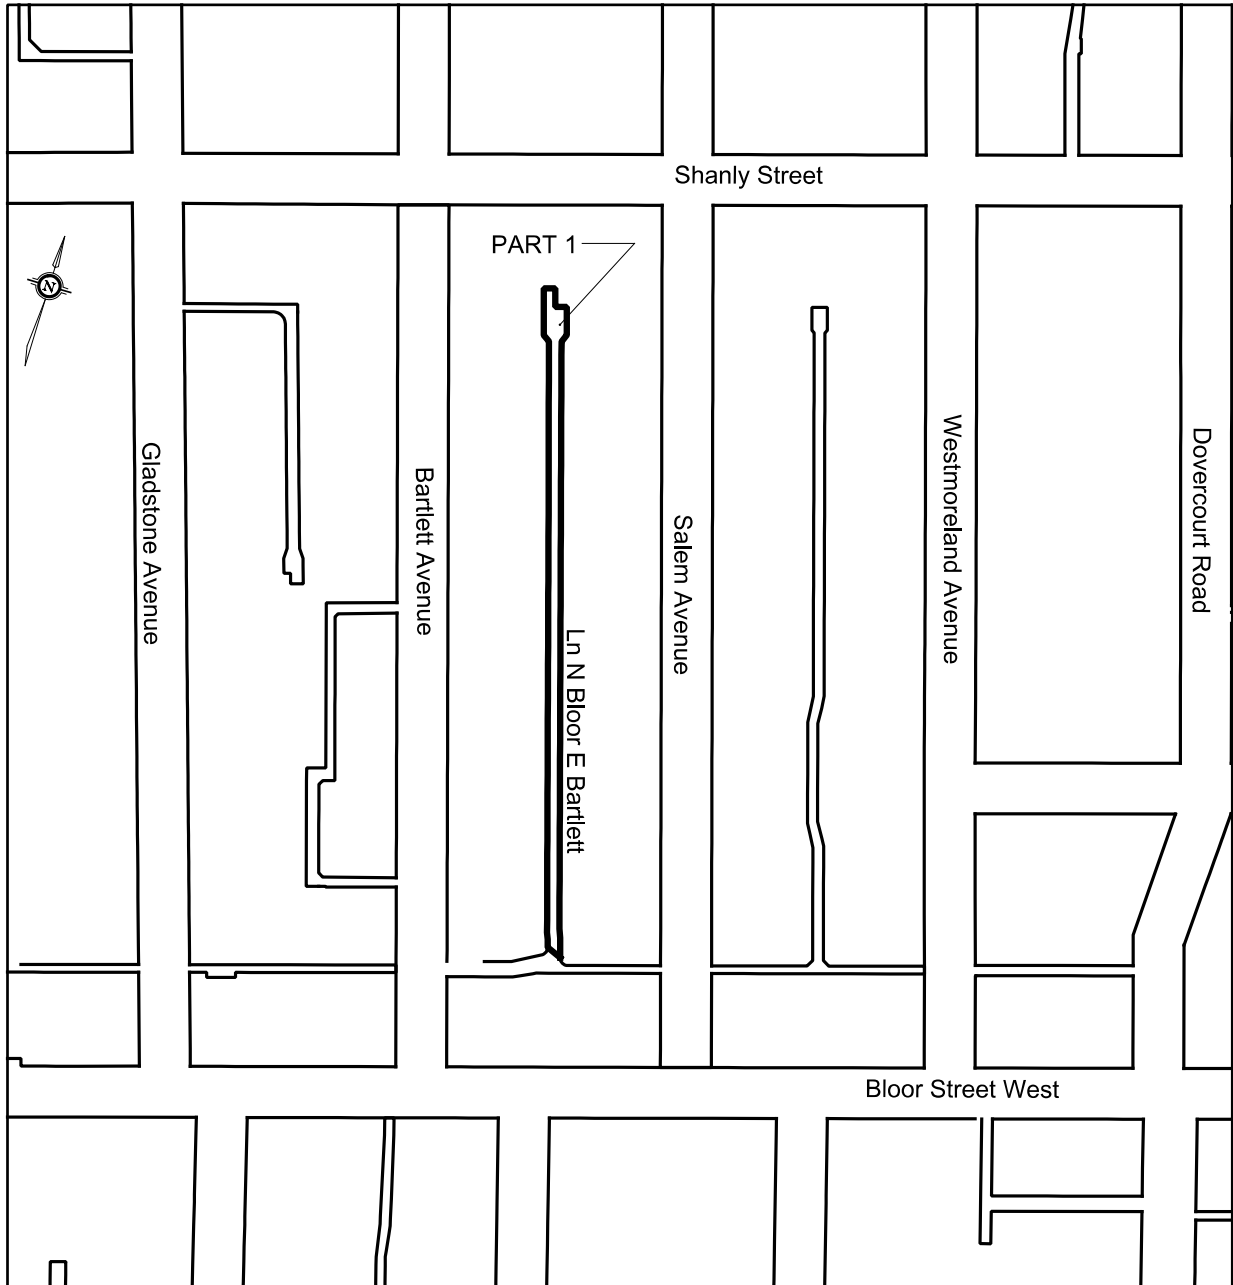 Shanly Street
PART 1
N
Gladstone Avenue
Bartlett Avenue
Ln N Bloor E Bartlett
Salem Avenue
Westmoreland Avenue
Dovercourt Road
Bloor Street West